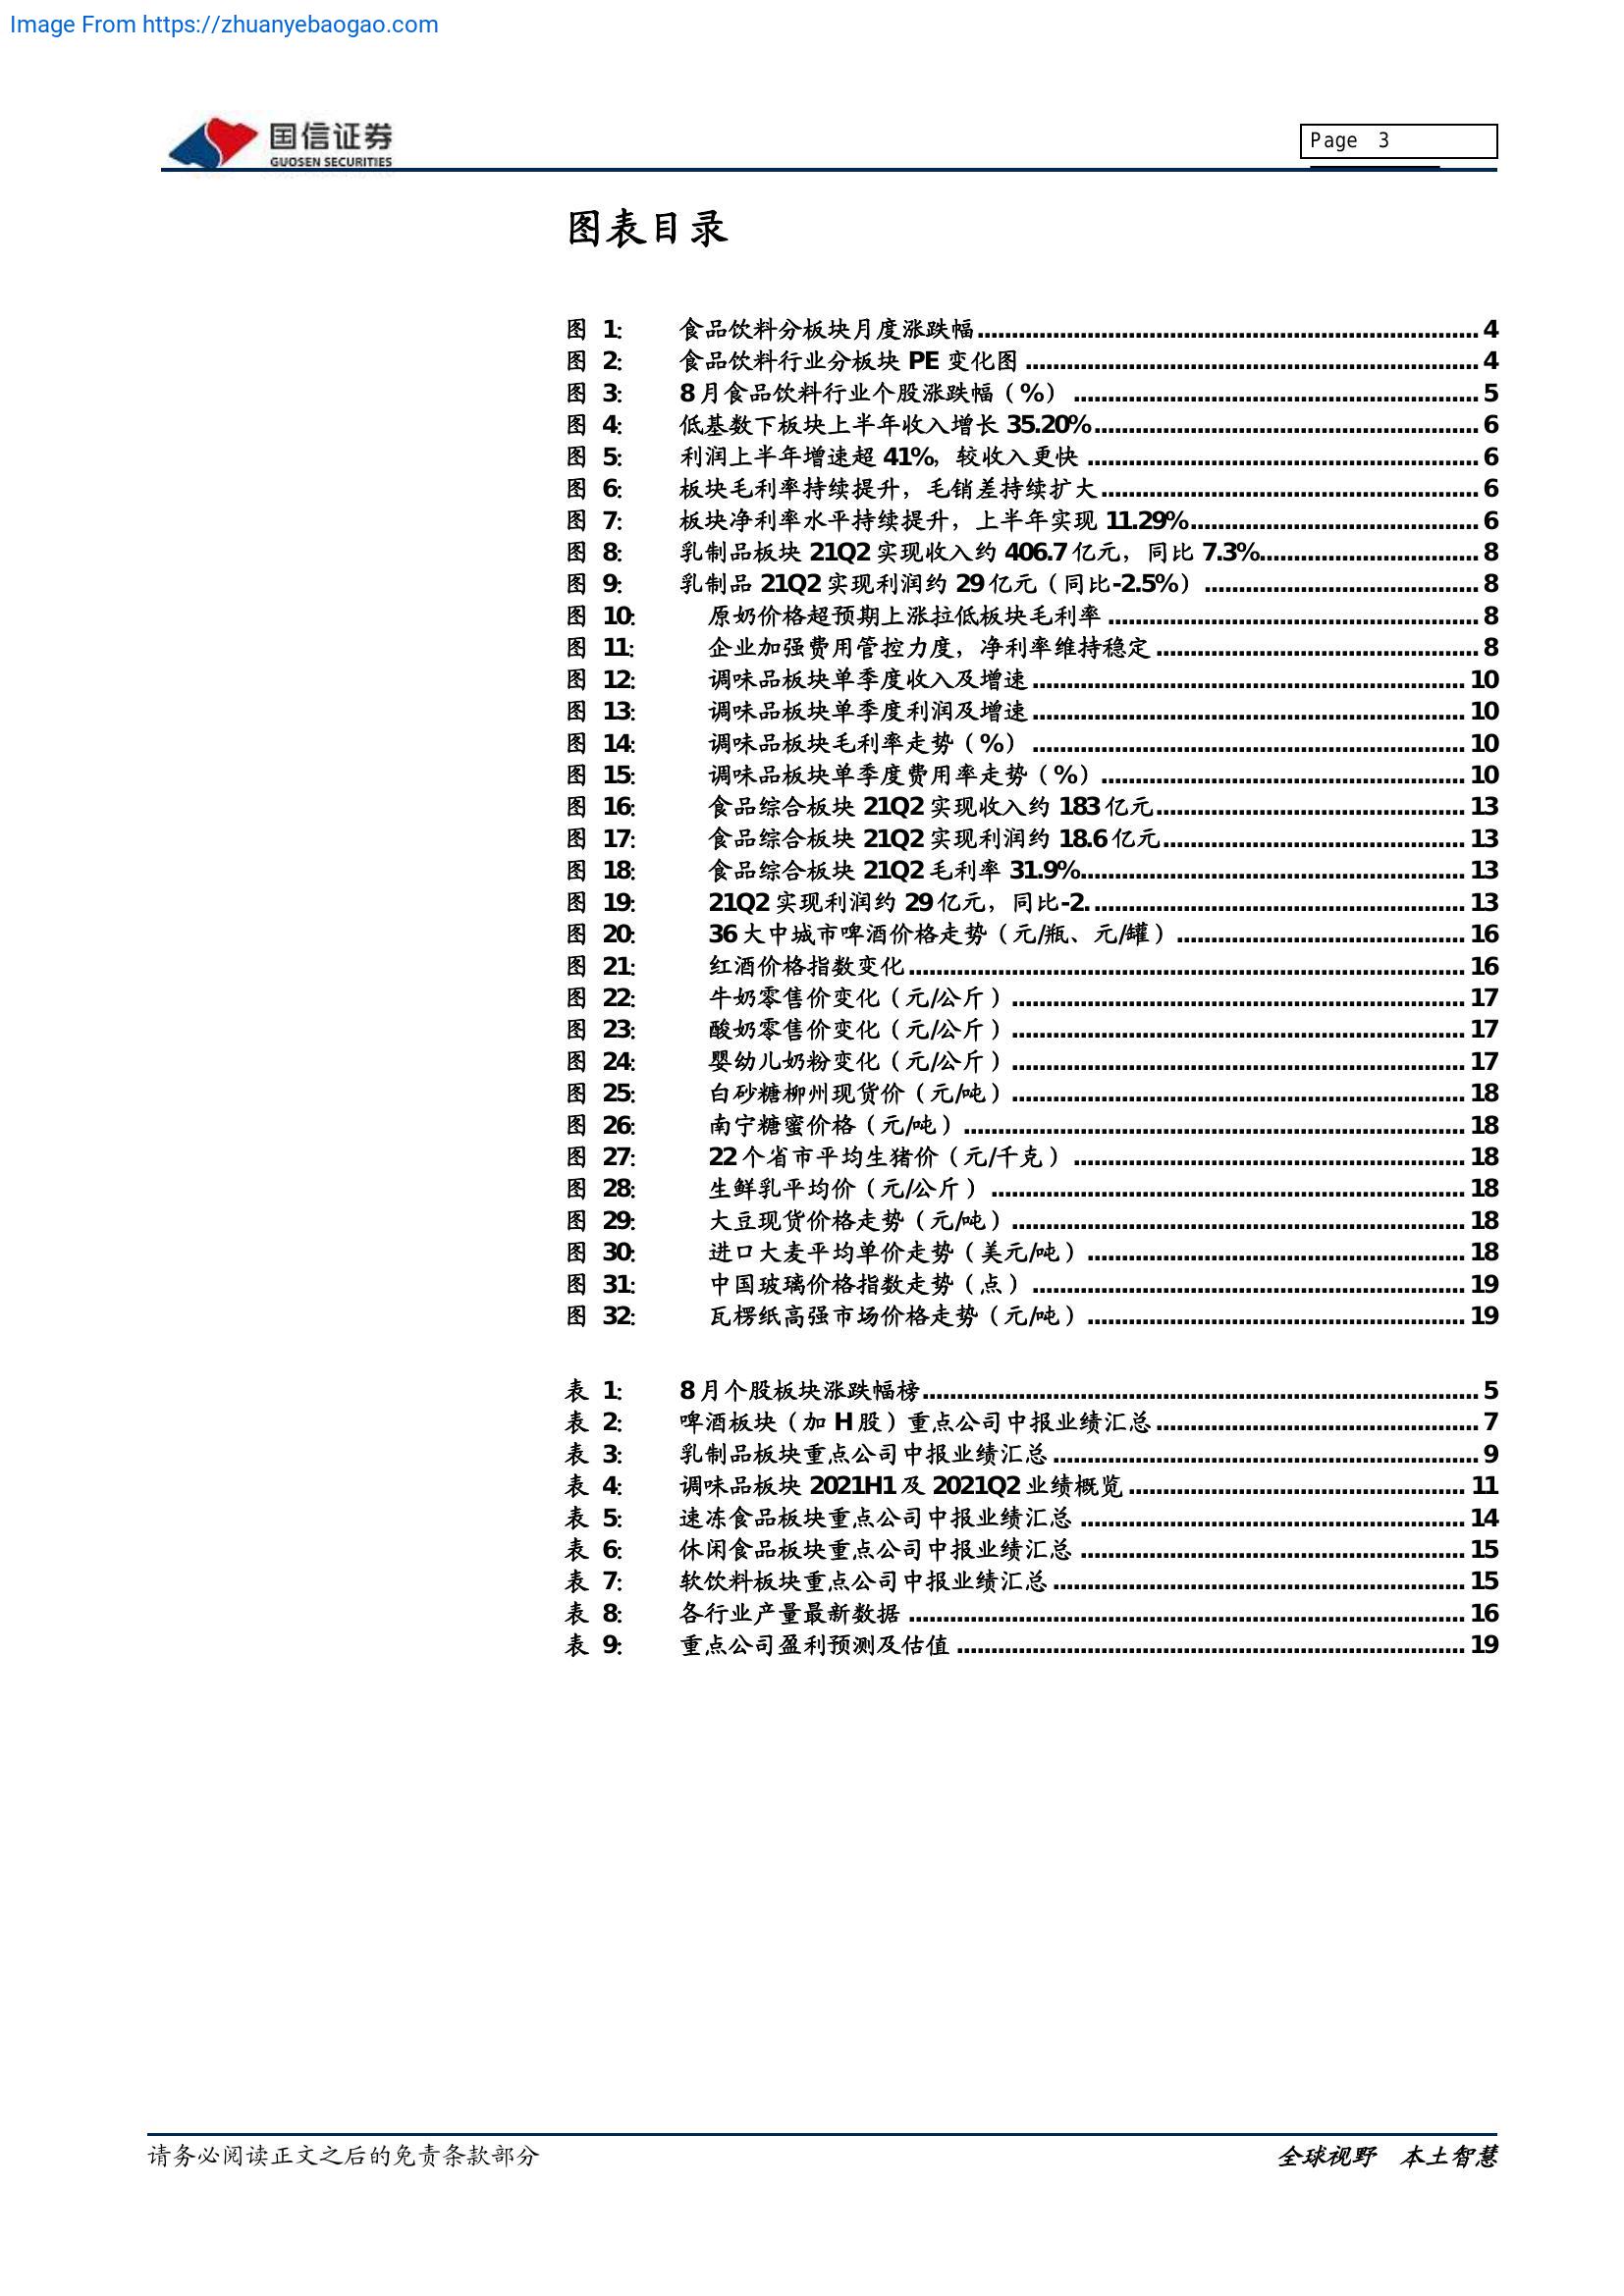 Image From https://zhuanyebaogao.com
国信证券
GUOSEN SECURITIES
Page 3
图表目录
图 1: 食品饮料分板块月度涨跌幅 4
图 2: 食品饮料行业分板块 PE 变化图 4
图 3: 8月食品饮料行业个股涨跌幅（%） 5
图 4: 低基数下板块上半年收入增长 35.20% 6
图 5: 利润上半年增速超 41%，较收入更快 6
图 6: 板块毛利率持续提升，毛销差持续扩大 6
图 7: 板块净利率水平持续提升，上半年实现 11.29% 6
图 8: 乳制品板块 21Q2 实现收入约 406.7 亿元，同比 7.3% 8
图 9: 乳制品 21Q2 实现利润约 29 亿元（同比-2.5%） 8
图 10: 原奶价格超预期上涨拉低板块毛利率 8
图 11: 企业加强费用管控力度，净利率维持稳定 8
图 12: 调味品板块单季度收入及增速 10
图 13: 调味品板块单季度利润及增速 10
图 14: 调味品板块毛利率走势（%） 10
图 15: 调味品板块单季度费用率走势（%） 10
图 16: 食品综合板块 21Q2 实现收入约 183 亿元 13
图 17: 食品综合板块 21Q2 实现利润约 18.6 亿元 13
图 18: 食品综合板块 21Q2 毛利率 31.9% 13
图 19: 21Q2 实现利润约 29 亿元，同比-2. 13
图 20: 36 大中城市啤酒价格走势（元/瓶、元/罐） 16
图 21: 红酒价格指数变化 16
图 22: 牛奶零售价变化（元/公斤） 17
图 23: 酸奶零售价变化（元/公斤） 17
图 24: 婴幼儿奶粉变化（元/公斤） 17
图 25: 白砂糖柳州现货价（元/吨） 18
图 26: 南宁糖蜜价格（元/吨） 18
图 27: 22 个省市平均生猪价（元/千克） 18
图 28: 生鲜乳平均价（元/公斤） 18
图 29: 大豆现货价格走势（元/吨） 18
图 30: 进口大麦平均单价走势（美元/吨） 18
图 31: 中国玻璃价格指数走势（点） 19
图 32: 瓦楞纸高强市场价格走势（元/吨） 19
表 1: 8月个股板块涨跌幅榜 5
表 2: 啤酒板块（加 H 股）重点公司中报业绩汇总 7
表 3: 乳制品板块重点公司中报业绩汇总 9
表 4: 调味品板块 2021H1 及 2021Q2 业绩概览 11
表 5: 速冻食品板块重点公司中报业绩汇总 14
表 6: 休闲食品板块重点公司中报业绩汇总 15
表 7: 软饮料板块重点公司中报业绩汇总 15
表 8: 各行业产量最新数据 16
表 9: 重点公司盈利预测及估值 19
请务必阅读正文之后的免责条款部分
全球视野 本土智慧